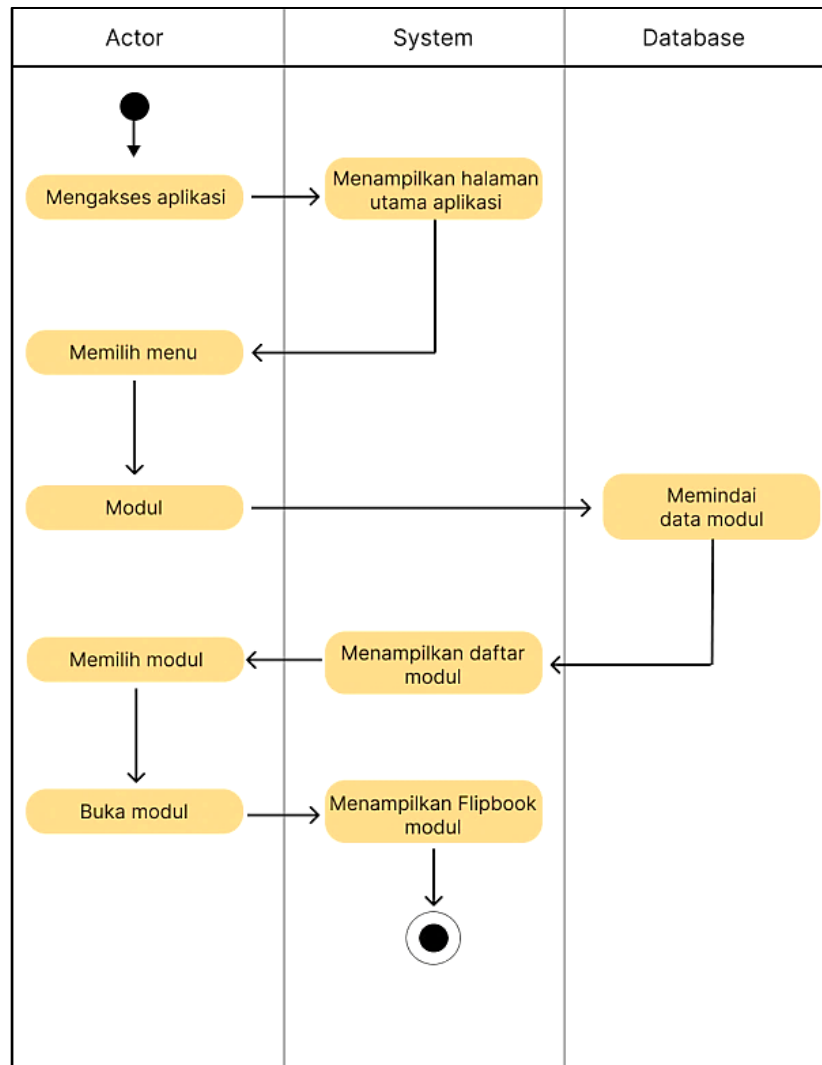 Actor
System
Database
Mengakses aplikasi
Menampilkan halaman
utama aplikasi
Memilih menu
Modul
Memindai
data modul
Memilih modul
Menampilkan daftar
modul
Buka modul
Menampilkan Flipbook
modul